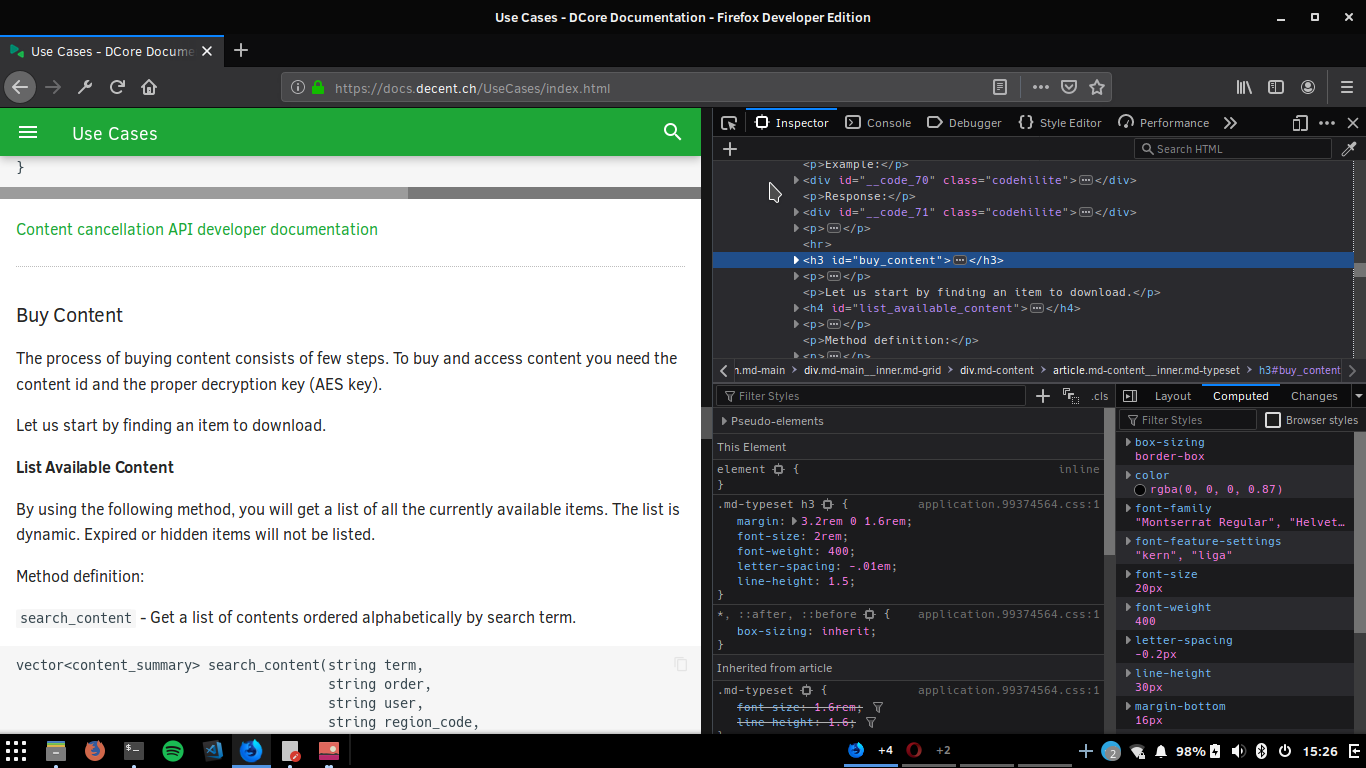 Use Cases - DCore Documentation - Firefox Developer Edition
Use Cases - DCore Docume
https://docs.decent.ch/UseCases/index.html
Use Cases
}
Content cancellation API developer documentation
Buy Content
The process of buying content consists of few steps. To buy and access content you need the
content id and the proper decryption key (AES key).
Let us start by finding an item to download.
List Available Content
By using the following method, you will get a list of all the currently available items. The list is
dynamic. Expired or hidden items will not be listed.
Method definition:
search_content - Get a list of contents ordered alphabetically by search term.
vector<content_summary> search_content(string term,
string order,
string user,
string region_code,
Inspector Console Debugger Style Editor Performance
Search HTML
<p>Example:</p>
<div id="__code_70" class="codehilite"></div>
<p>Response:</p>
<div id="__code_71" class="codehilite"></div>
<p></p>
<hr>
<h3 id="buy_content"></h3>
<p></p>
<p>Let us start by finding an item to download.</p>
<h4 id="list_available_content"></h4>
<p></p>
<p>Method definition:</p>
<p></p>
n.md-main div.md-main__inner.md-grid div.md-content article.md-content__inner.md-typeset h3#buy_content
Filter Styles + .cls
Pseudo-elements
This Element
element { inline
}
.md-typeset h3 { application.99374564.css:1
margin: 3.2rem 0 1.6rem;
font-size: 2rem;
font-weight: 400;
letter-spacing: -.01em;
line-height: 1.5;
}
*, ::after, ::before { application.99374564.css:1
box-sizing: inherit;
}
Inherited from article
.md-typeset { application.99374564.css:1
font-size: 1.6rem;
line-height: 1.6;
Layout Computed Changes
Filter Styles Browser styles
box-sizing
border-box
color
rgba(0, 0, 0, 0.87)
font-family
"Montserrat Regular", "Helvet…
font-feature-settings
"kern", "liga"
font-size
20px
font-weight
400
letter-spacing
-0.2px
line-height
30px
margin-bottom
16px
+4 +2 2 98% 15:26